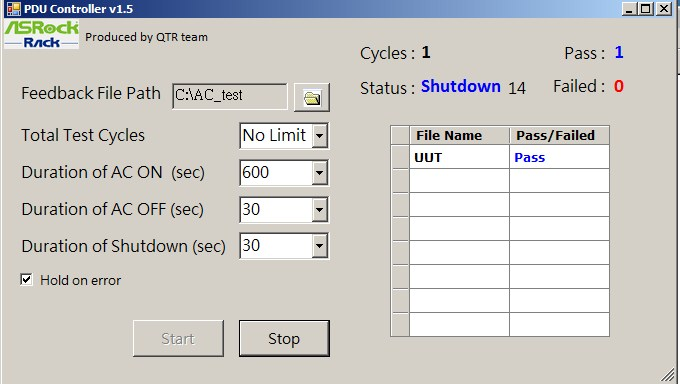 PDU Controller v1.5
ASRock
Rack
Produced by QTR team
Cycles : 1
Pass : 1
Status : Shutdown 14
Failed : 0
Feedback File Path
C:\AC_test
Total Test Cycles
No Limit
Duration of AC ON (sec)
600
Duration of AC OFF (sec)
30
Duration of Shutdown (sec)
30
Hold on error
Start
Stop
File Name Pass/Failed
UUT Pass